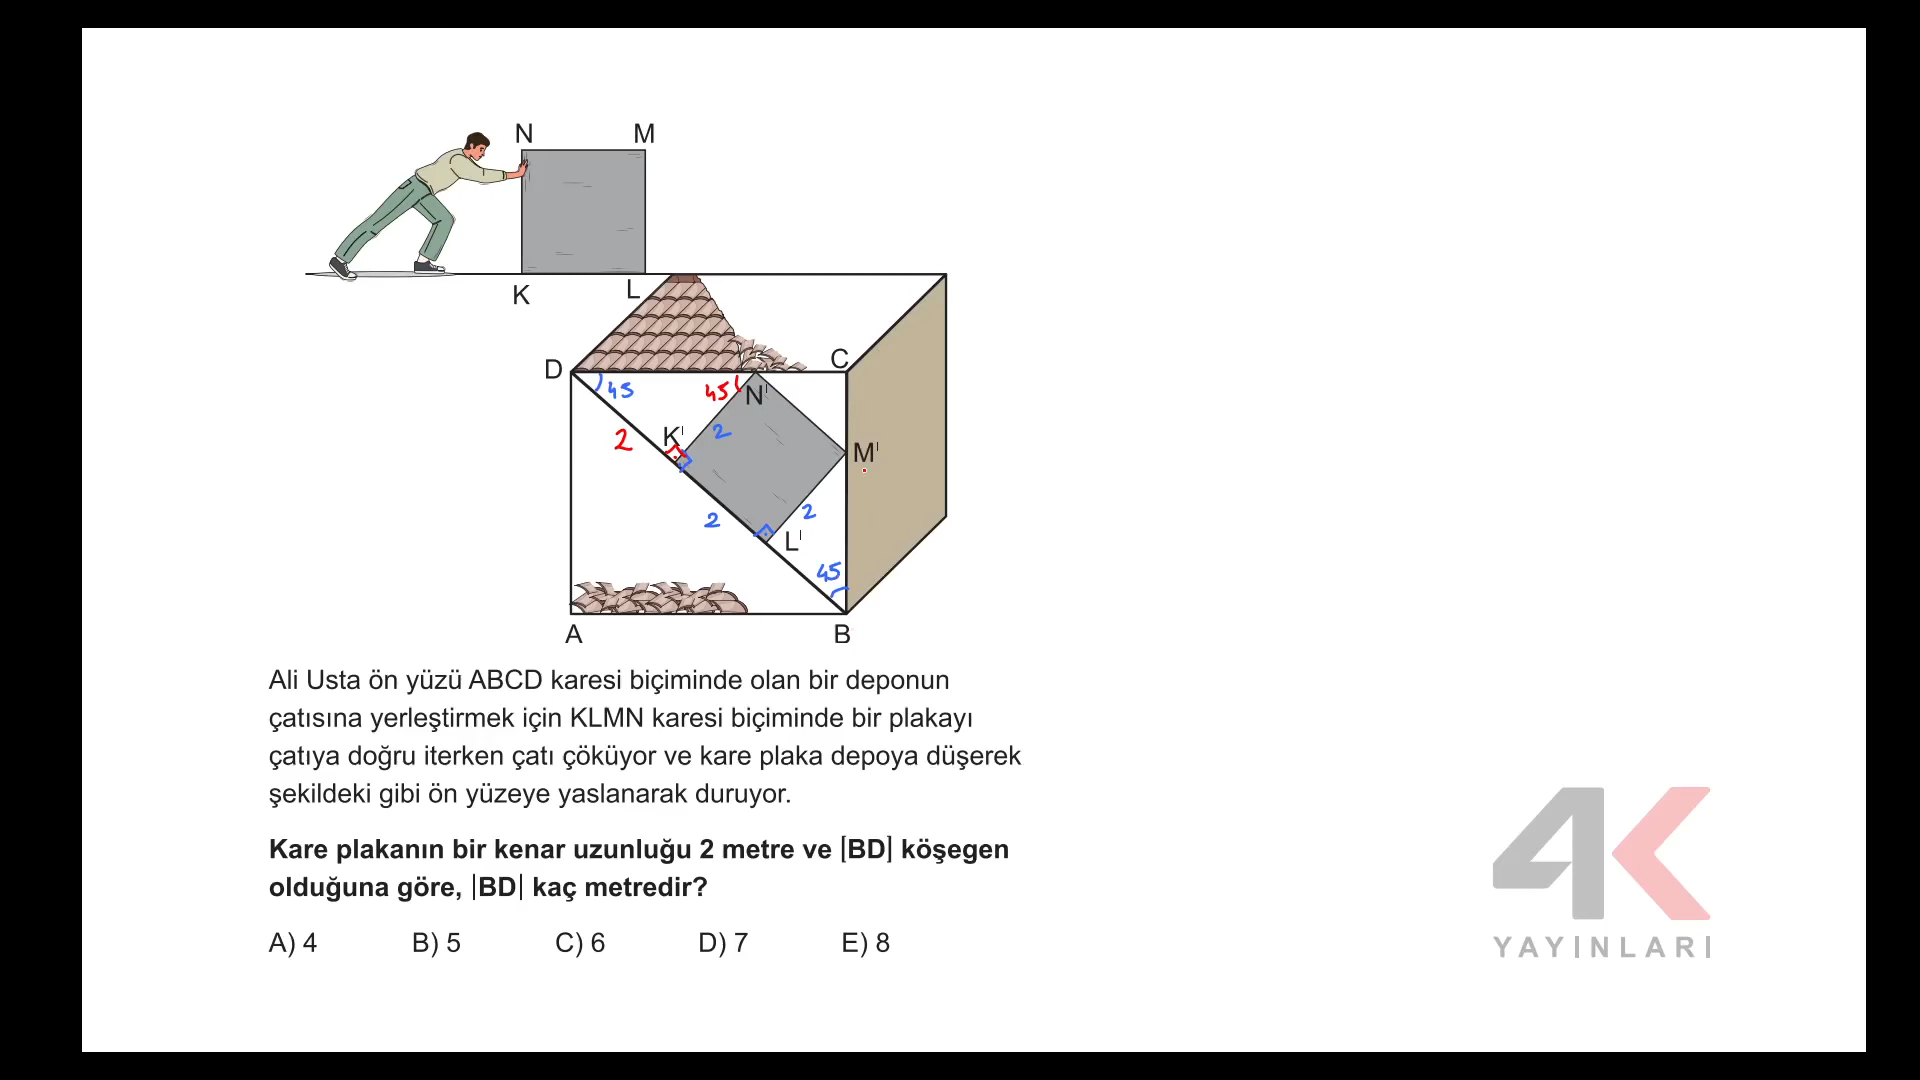 N M
K L
D C
45 45 N'
2 K' 2 M'
2 2
L'
45
A B
Ali Usta ön yüzü ABCD karesi biçiminde olan bir deponun
çatısına yerleştirmek için KLMN karesi biçiminde bir plakayı
çatıya doğru iterken çatı çöküyor ve kare plaka depoya düşerek
şekildeki gibi ön yüzeye yaslanarak duruyor.
Kare plakanın bir kenar uzunluğu 2 metre ve [BD] köşegen
olduğuna göre, |BD| kaç metredir?
A) 4 B) 5 C) 6 D) 7 E) 8
4K
YAYINLARI